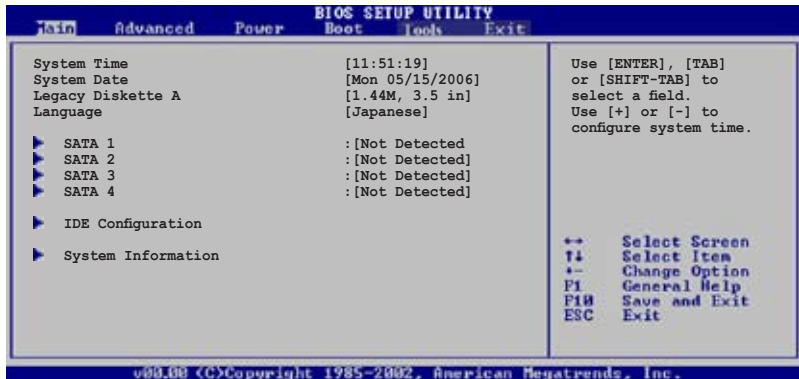 BIOS SETUP UTILITY
Main Advanced Power Boot Tools Exit
System Time [11:51:19]
System Date [Mon 05/15/2006]
Legacy Diskette A [1.44M, 3.5 in]
Language [Japanese]
SATA 1 :[Not Detected
SATA 2 :[Not Detected]
SATA 3 :[Not Detected]
SATA 4 :[Not Detected]
IDE Configuration
System Information
Use [ENTER], [TAB]
or [SHIFT-TAB] to
select a field.
Use [+] or [-] to
configure system time.
↔ Select Screen
↑↓ Select Item
+- Change Option
F1 General Help
F10 Save and Exit
ESC Exit
v00.00 (C)Copyright 1985-2002, American Megatrends, Inc.